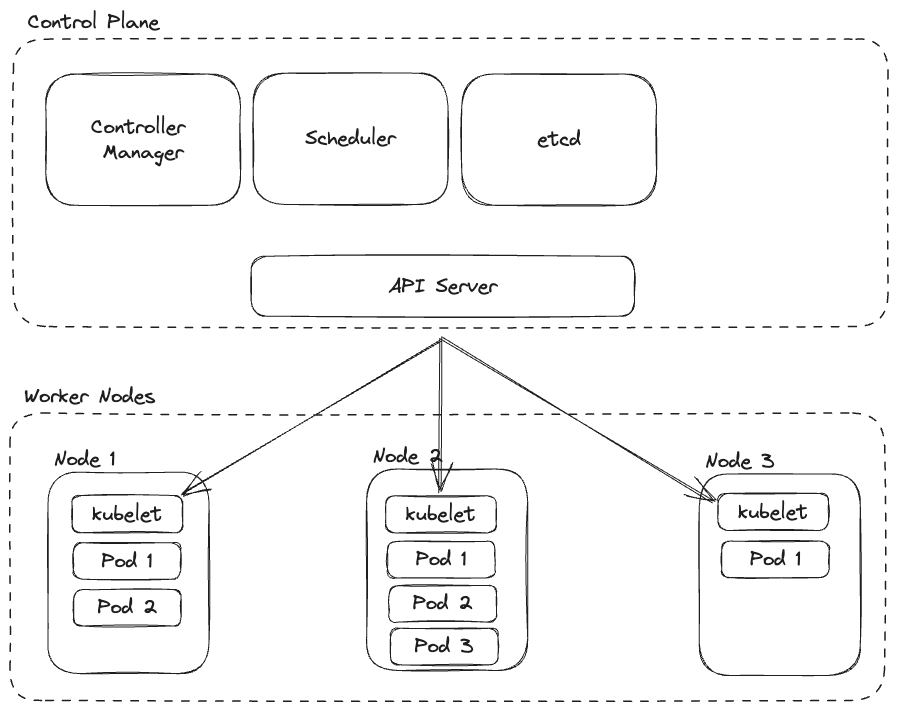 Control Plane
Controller
Manager
Scheduler
etcd
API Server
Worker Nodes
Node 1
kubelet
Pod 1
Pod 2
Node 2
kubelet
Pod 1
Pod 2
Pod 3
Node 3
kubelet
Pod 1